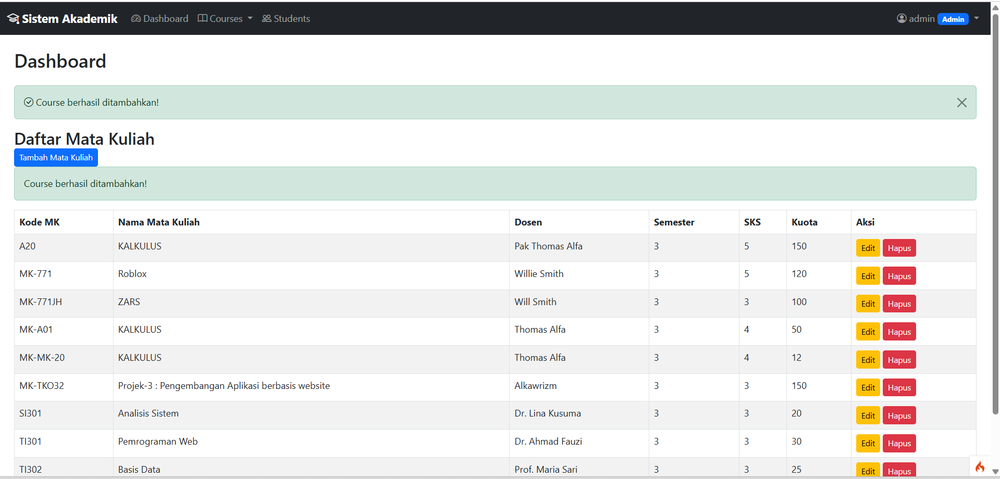 Sistem Akademik Dashboard Courses Students admin Admin
Dashboard
Course berhasil ditambahkan!
Daftar Mata Kuliah
Tambah Mata Kuliah
Course berhasil ditambahkan!
Kode MK Nama Mata Kuliah Dosen Semester SKS Kuota Aksi
A20 KALKULUS Pak Thomas Alfa 3 5 150 Edit Hapus
MK-771 Roblox Willie Smith 3 5 120 Edit Hapus
MK-771JH ZARS Will Smith 3 3 100 Edit Hapus
MK-A01 KALKULUS Thomas Alfa 3 4 50 Edit Hapus
MK-MK-20 KALKULUS Thomas Alfa 3 4 12 Edit Hapus
MK-TKO32 Projek-3 : Pengembangan Aplikasi berbasis website Alkawrizm 3 3 150 Edit Hapus
SI301 Analisis Sistem Dr. Lina Kusuma 3 3 20 Edit Hapus
TI301 Pemrograman Web Dr. Ahmad Fauzi 3 3 30 Edit Hapus
TI302 Basis Data Prof. Maria Sari 3 3 25 Edit Hapus